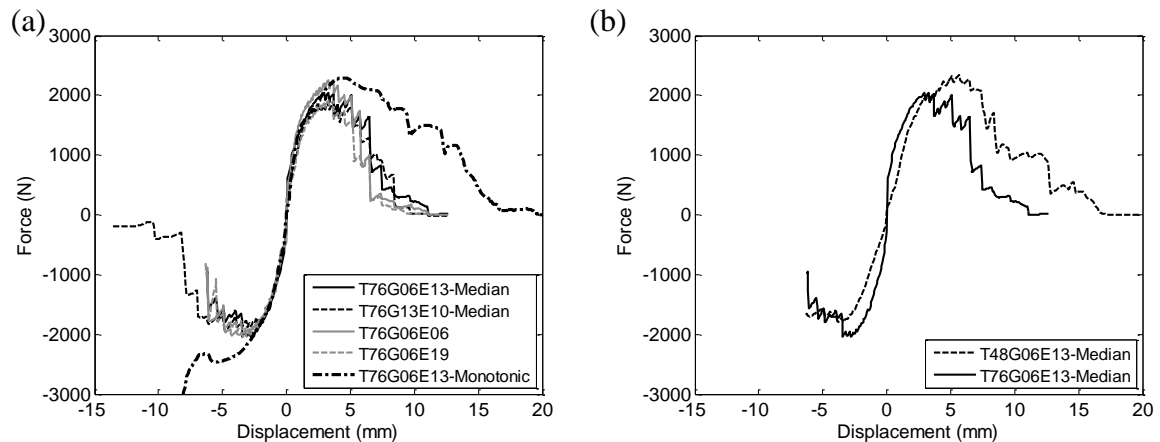 (a)
3000
2000
1000
0
-1000
-2000
-3000
Force (N)
-15 -10 -5 0 5 10 15 20
Displacement (mm)
T76G06E13-Median
T76G13E10-Median
T76G06E06
T76G06E19
T76G06E13-Monotonic
(b)
3000
2000
1000
0
-1000
-2000
-3000
Force (N)
-15 -10 -5 0 5 10 15 20
Displacement (mm)
T48G06E13-Median
T76G06E13-Median